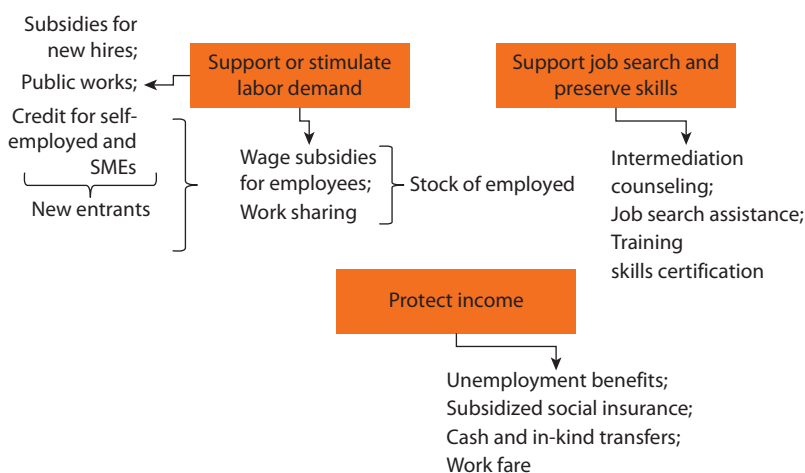 Subsidies for
new hires;
Public works;
Credit for self-
employed and
SMEs
New entrants
Support or stimulate
labor demand
Wage subsidies
for employees;
Work sharing
Stock of employed
Support job search and
preserve skills
Intermediation
counseling;
Job search assistance;
Training
skills certification
Protect income
Unemployment benefits;
Subsidized social insurance;
Cash and in-kind transfers;
Work fare